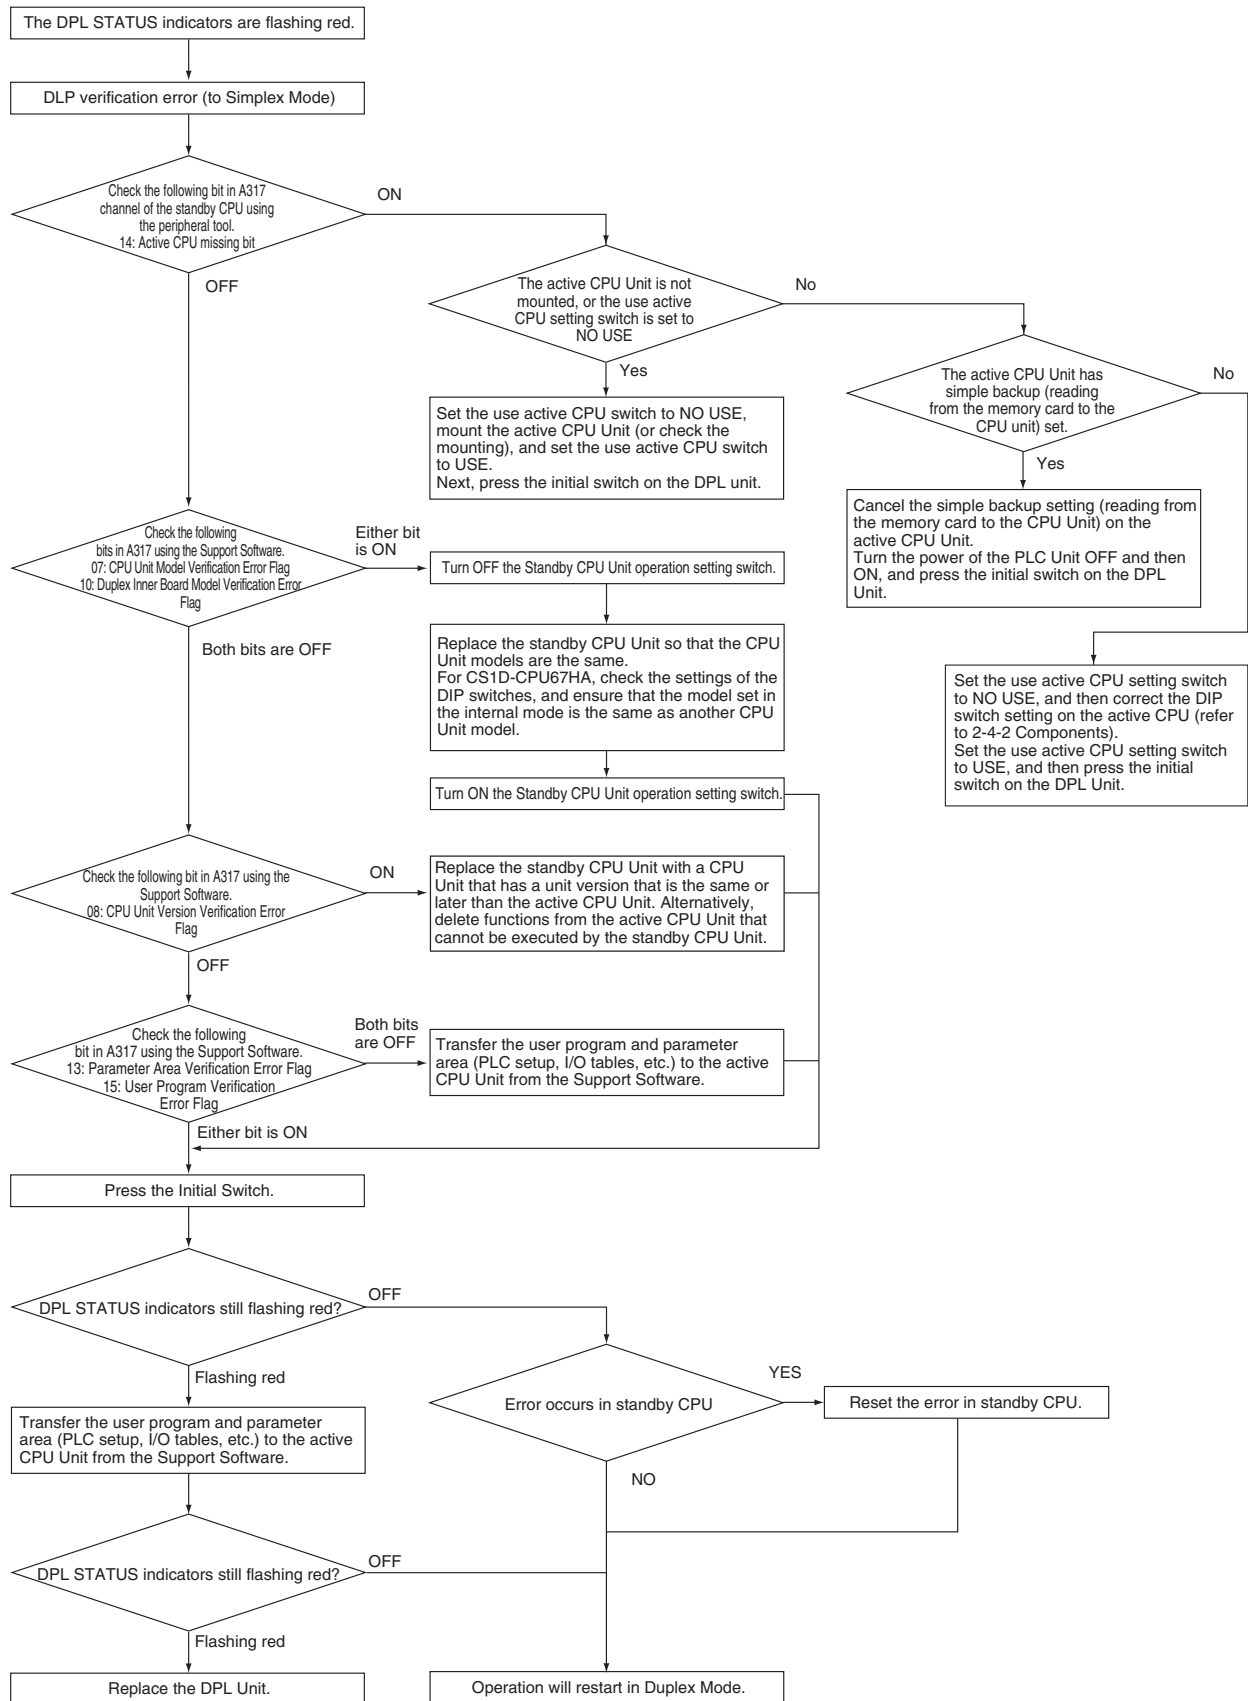 The DPL STATUS indicators are flashing red.
DLP verification error (to Simplex Mode)
Check the following bit in A317
channel of the standby CPU using
the peripheral tool.
14: Active CPU missing bit
ON
OFF
The active CPU Unit is not
mounted, or the use active
CPU setting switch is set to
NO USE
No
Yes
The active CPU Unit has
simple backup (reading
from the memory card to the
CPU unit) set.
No
Yes
Set the use active CPU switch to NO USE,
mount the active CPU Unit (or check the
mounting), and set the use active CPU switch
to USE.
Next, press the initial switch on the DPL unit.
Cancel the simple backup setting (reading from
the memory card to the CPU Unit) on the
active CPU Unit.
Turn the power of the PLC Unit OFF and then
ON, and press the initial switch on the DPL
Unit.
Set the use active CPU setting switch
to NO USE, and then correct the DIP
switch setting on the active CPU (refer
to 2-4-2 Components).
Set the use active CPU setting switch
to USE, and then press the initial
switch on the DPL Unit.
Check the following
bits in A317 using the Support Software.
07: CPU Unit Model Verification Error Flag
10: Duplex Inner Board Model Verification Error
Flag
Either bit
is ON
Both bits are OFF
Turn OFF the Standby CPU Unit operation setting switch.
Replace the standby CPU Unit so that the CPU
Unit models are the same.
For CS1D-CPU67HA, check the settings of the
DIP switches, and ensure that the model set in
the internal mode is the same as another CPU
Unit model.
Turn ON the Standby CPU Unit operation setting switch.
Check the following bit in A317 using the
Support Software.
08: CPU Unit Version Verification Error
Flag
ON
OFF
Replace the standby CPU Unit with a CPU
Unit that has a unit version that is the same or
later than the active CPU Unit. Alternatively,
delete functions from the active CPU Unit that
cannot be executed by the standby CPU Unit.
Check the following
bit in A317 using the Support Software.
13: Parameter Area Verification Error Flag
15: User Program Verification
Error Flag
Both bits
are OFF
Either bit is ON
Transfer the user program and parameter
area (PLC setup, I/O tables, etc.) to the active
CPU Unit from the Support Software.
Press the Initial Switch.
DPL STATUS indicators still flashing red?
OFF
Flashing red
Error occurs in standby CPU
YES
NO
Reset the error in standby CPU.
Transfer the user program and parameter
area (PLC setup, I/O tables, etc.) to the active
CPU Unit from the Support Software.
DPL STATUS indicators still flashing red?
OFF
Flashing red
Replace the DPL Unit.
Operation will restart in Duplex Mode.